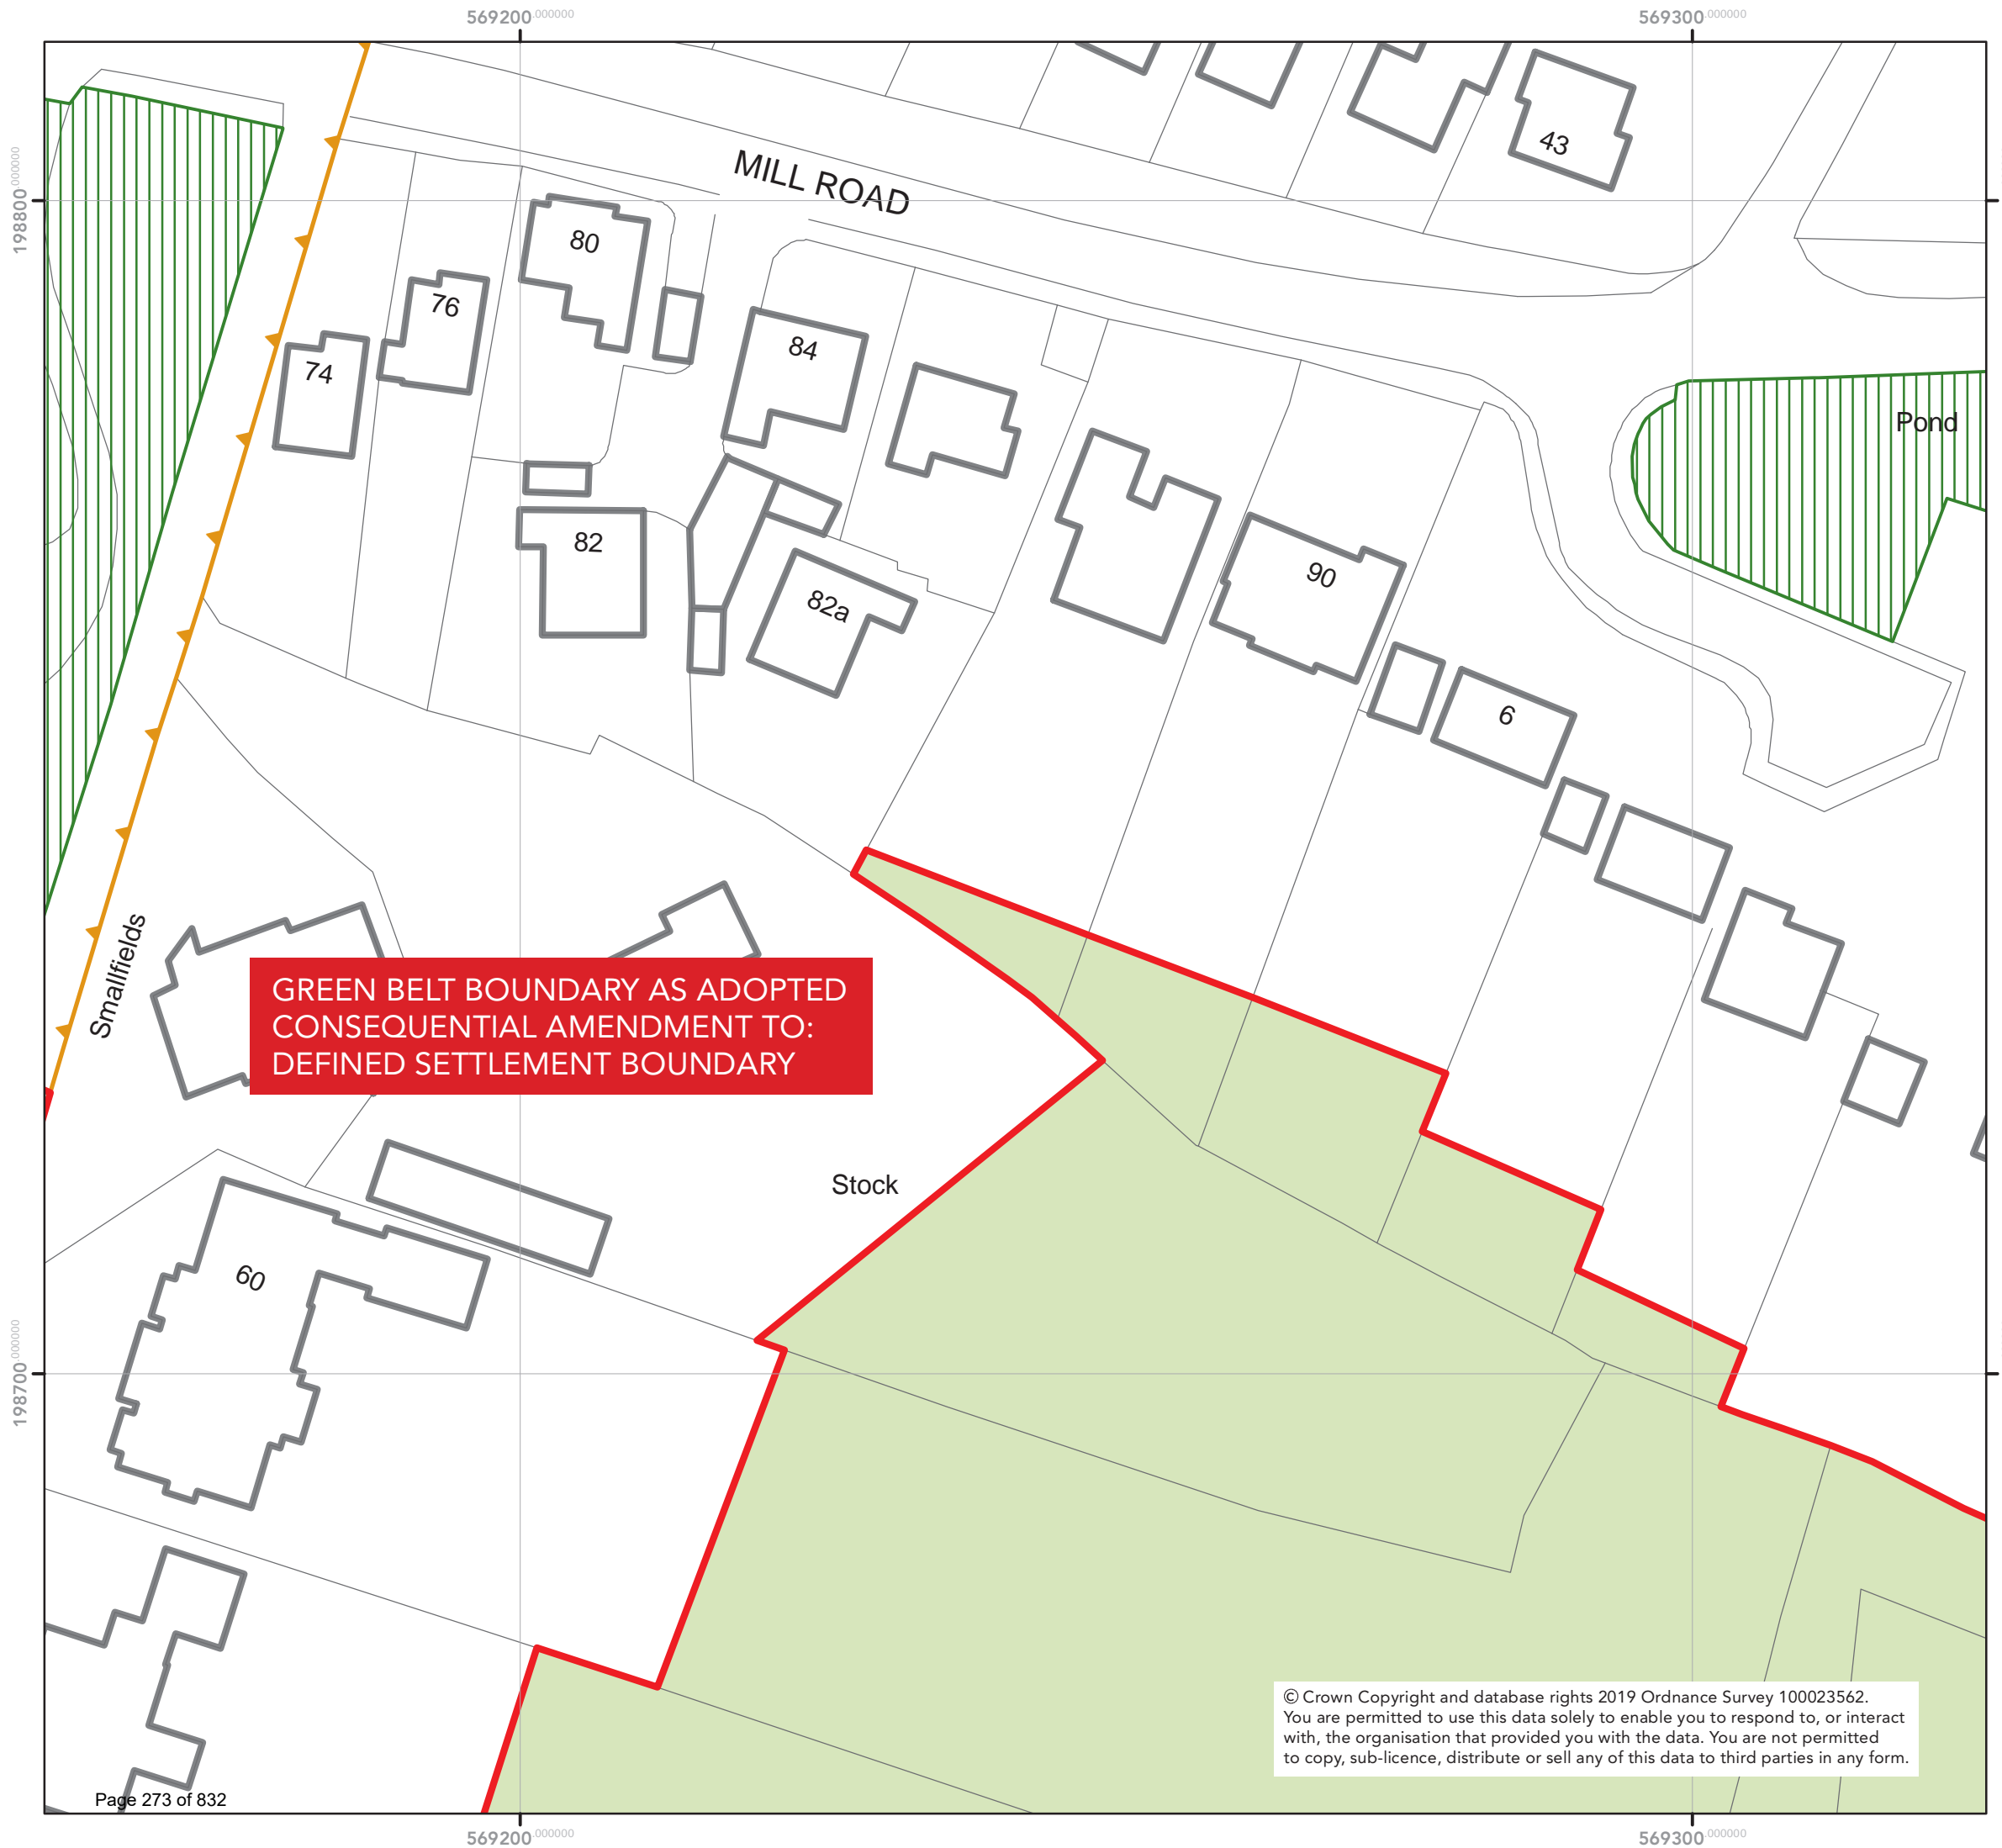 569200.000000
569300.000000
198800.000000
MILL ROAD
43
80
76
84
74
Pond
82
90
82a
6
Smallfields
GREEN BELT BOUNDARY AS ADOPTED
CONSEQUENTIAL AMENDMENT TO:
DEFINED SETTLEMENT BOUNDARY
Stock
60
198700.000000
© Crown Copyright and database rights 2019 Ordnance Survey 100023562.
You are permitted to use this data solely to enable you to respond to, or interact
with, the organisation that provided you with the data. You are not permitted
to copy, sub-licence, distribute or sell any of this data to third parties in any form.
Page 273 of 832
569200.000000
569300.000000